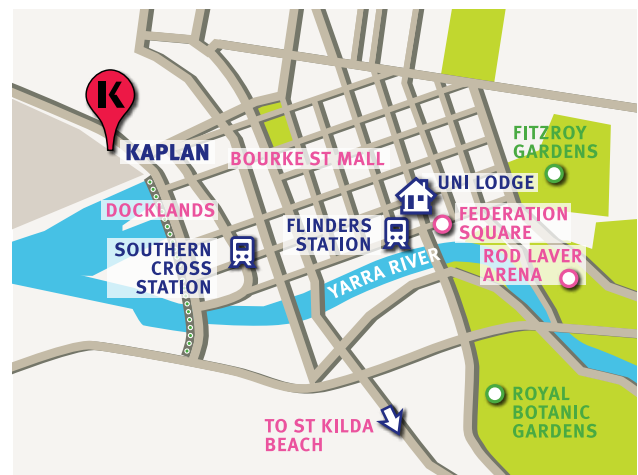 K
KAPLAN
BOURKE ST MALL
FITZROY
GARDENS
UNI LODGE
DOCKLANDS
FLINDERS
STATION
FEDERATION
SQUARE
SOUTHERN
CROSS
STATION
YARRA RIVER
ROD LAVER
ARENA
ROYAL
BOTANIC
GARDENS
TO ST KILDA
BEACH